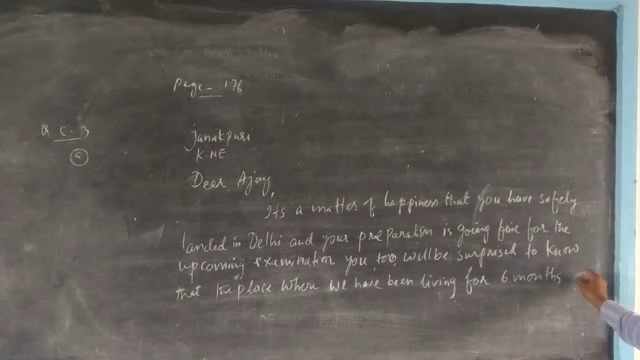 Page - 176
Q C. 3
(a)
Janakpuri
K NE
Dear Ajay,
It's a matter of happiness that you have safely
landed in Delhi and your preparation is going fine for the
upcoming examination you too will be surprised to know
that the place where we have been living for 6 months